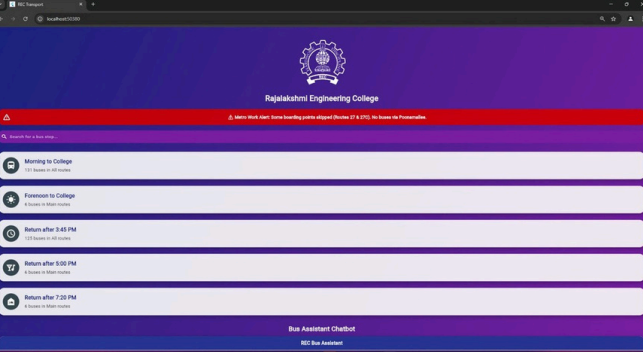 REC Transport
localhost:50380
REC
Rajalakshmi Engineering College
Metro Work Alert: Some boarding points skipped (Routes 27 & 27C). No buses via Poonamallee.
Search for a bus stop...
Morning to College
131 buses in All routes
Forenoon to College
6 buses in Main routes
Return after 3:45 PM
125 buses in All routes
Return after 5:00 PM
6 buses in Main routes
Return after 7:20 PM
6 buses in Main routes
Bus Assistant Chatbot
REC Bus Assistant